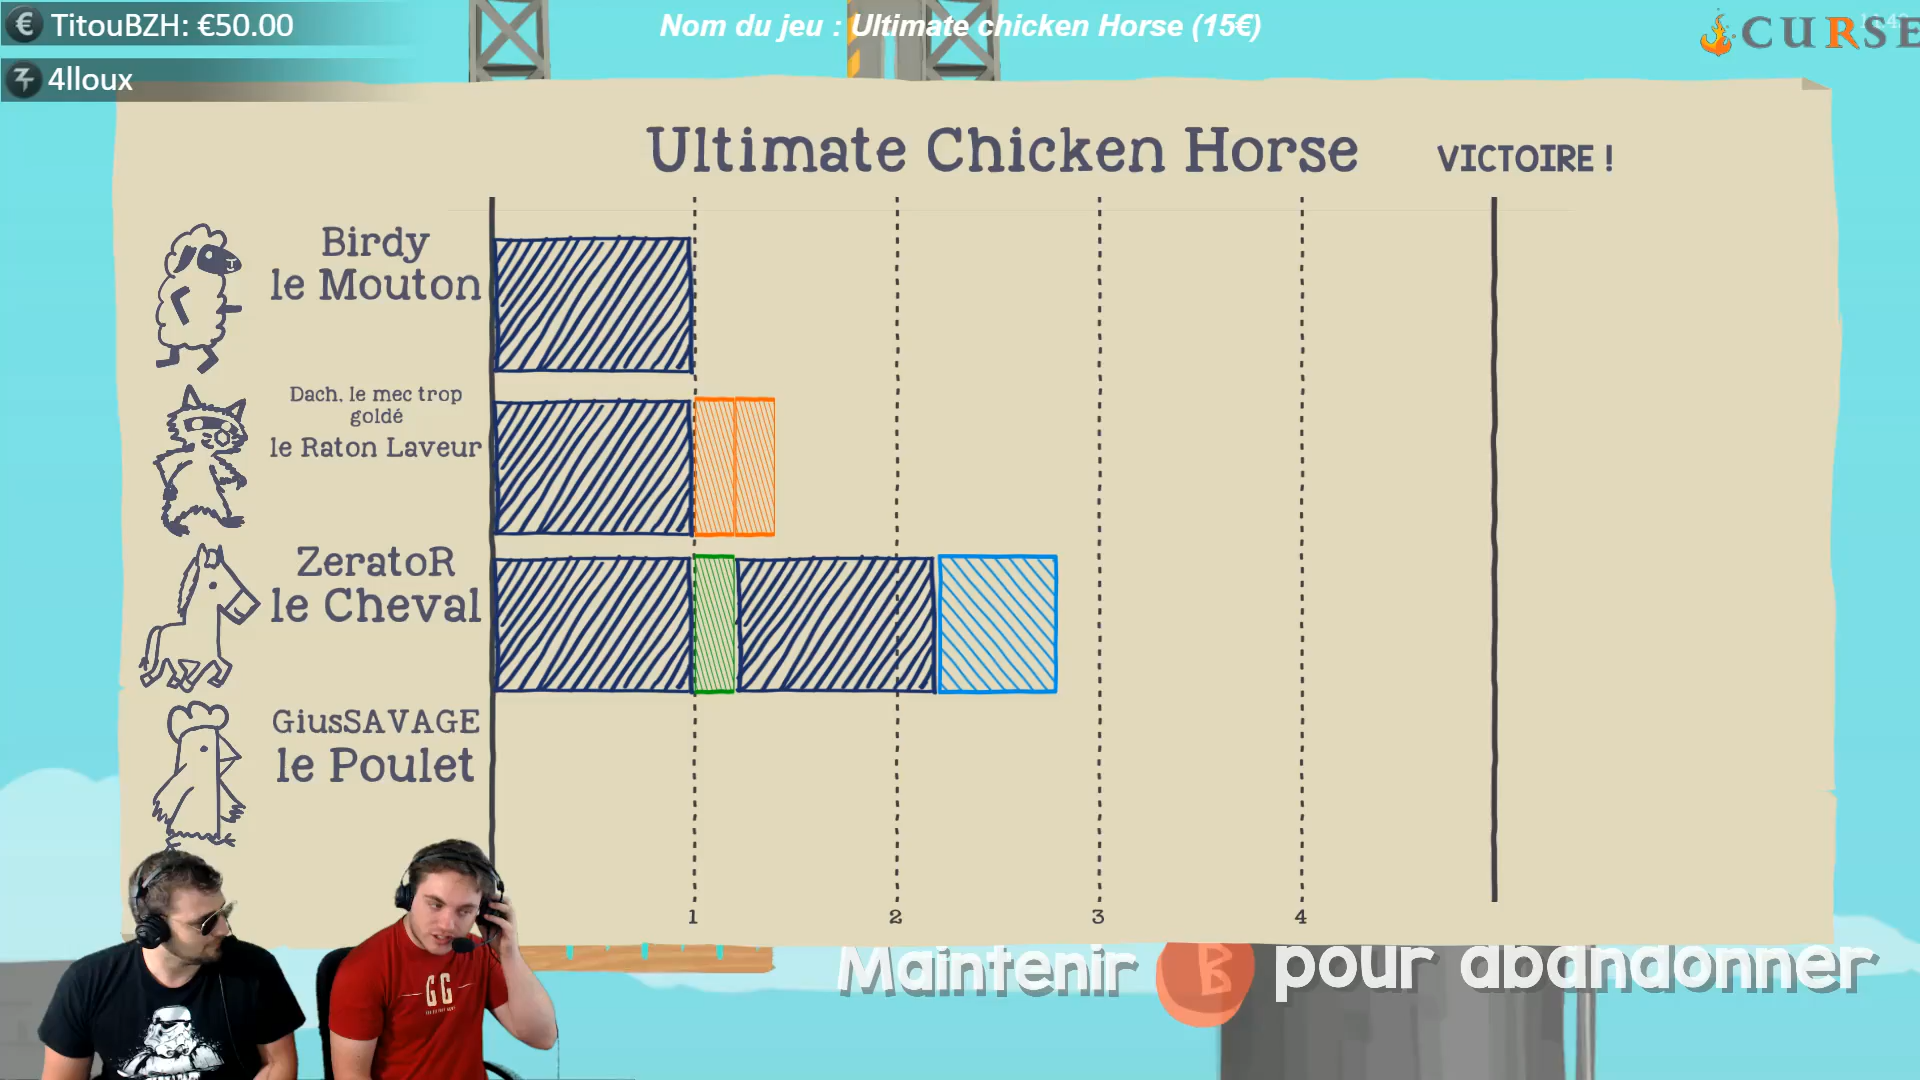 TitouBZH: €50.00
4lloux
Nom du jeu : Ultimate chicken Horse (15€)
CURSE
Ultimate Chicken Horse
VICTOIRE !
Birdy
le Mouton
Dach, le mec trop
goldé
le Raton Laveur
ZeratoR
le Cheval
GiusSAVAGE
le Poulet
1 2 3 4
GG
Maintenir B pour abandonner